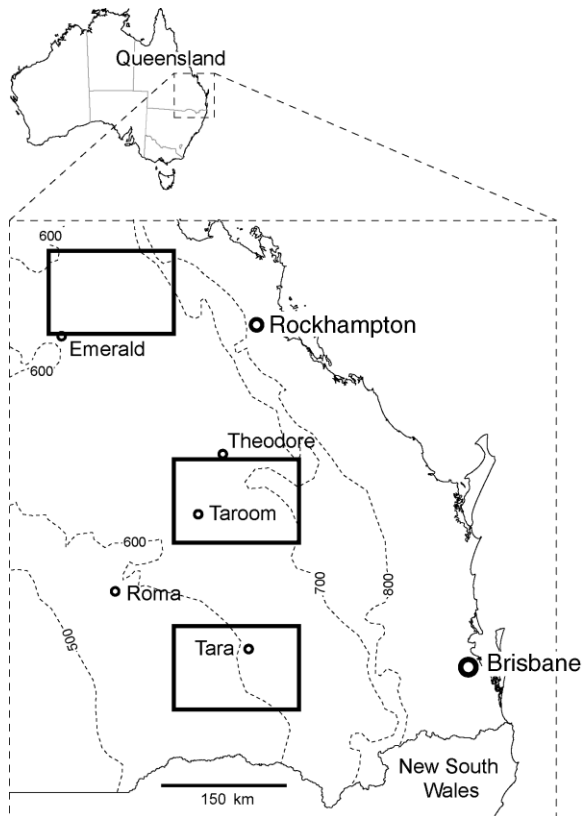 Queensland
600
Rockhampton
Emerald
600
Theodore
Taroom
600
700
800
Roma
500
Tara
Brisbane
New South
Wales
150 km